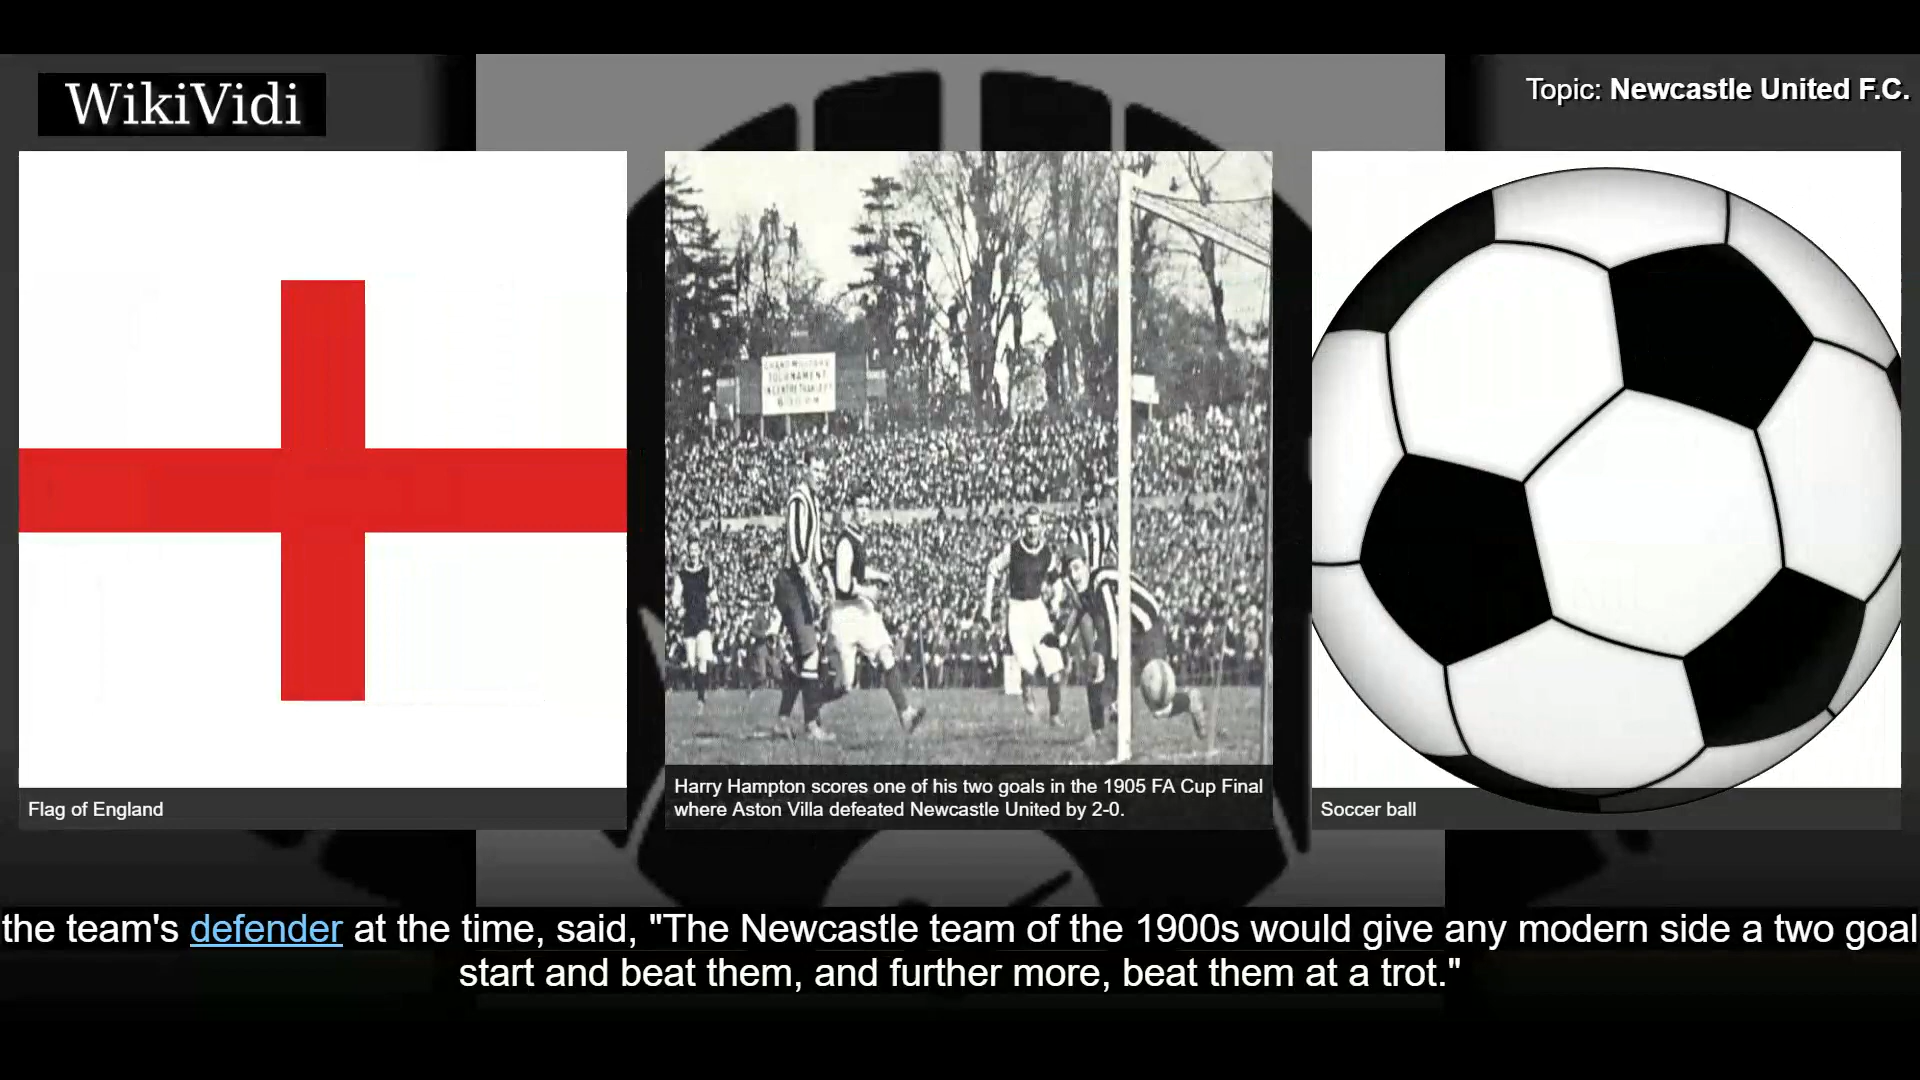 WikiVidi
Topic: Newcastle United F.C.
TOURNAMENT
Flag of England
Harry Hampton scores one of his two goals in the 1905 FA Cup Final
where Aston Villa defeated Newcastle United by 2-0.
Soccer ball
the team's defender at the time, said, "The Newcastle team of the 1900s would give any modern side a two goal
start and beat them, and further more, beat them at a trot."